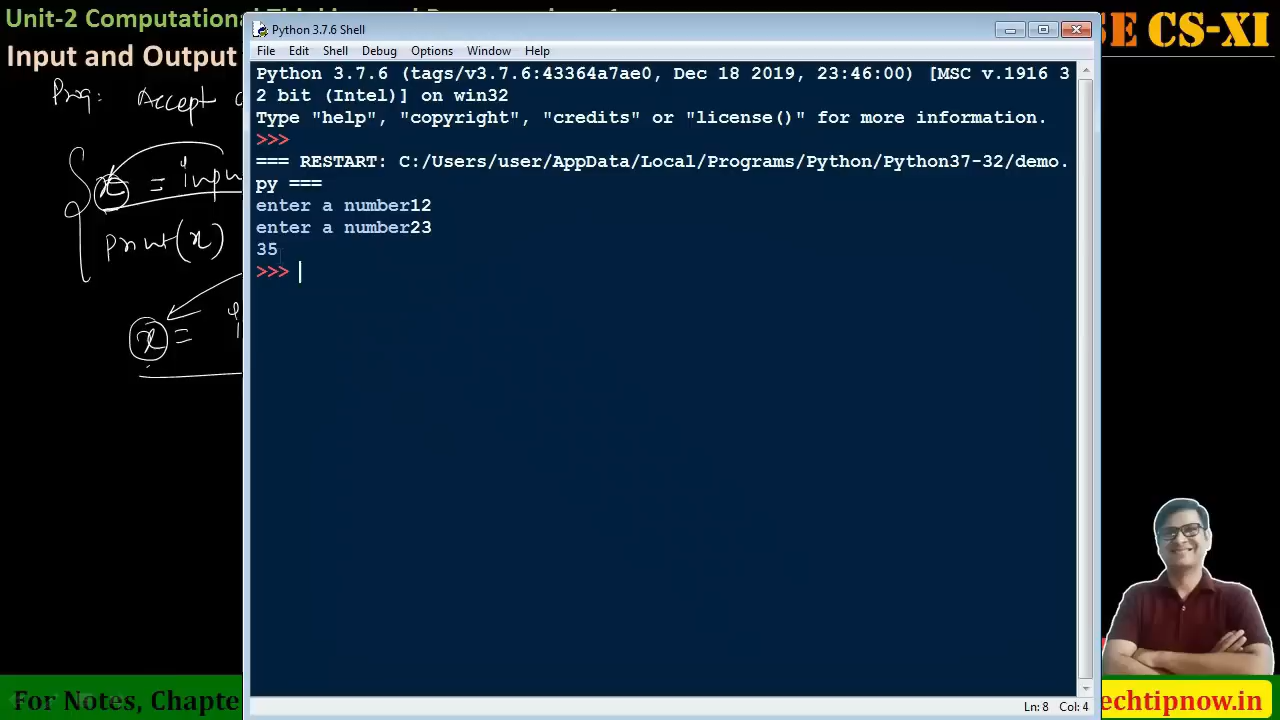 Unit-2 Computational
CS-XI
Input and Output
Prog: Accept
x = inpu
print(x)
x =
Python 3.7.6 Shell
File Edit Shell Debug Options Window Help
Python 3.7.6 (tags/v3.7.6:43364a7ae0, Dec 18 2019, 23:46:00) [MSC v.1916 3
2 bit (Intel)] on win32
Type "help", "copyright", "credits" or "license()" for more information.
>>>
=== RESTART: C:/Users/user/AppData/Local/Programs/Python/Python37-32/demo.
py ===
enter a number12
enter a number23
35
>>>
Ln: 8 Col: 4
For Notes, Chapte
echtipnow.in